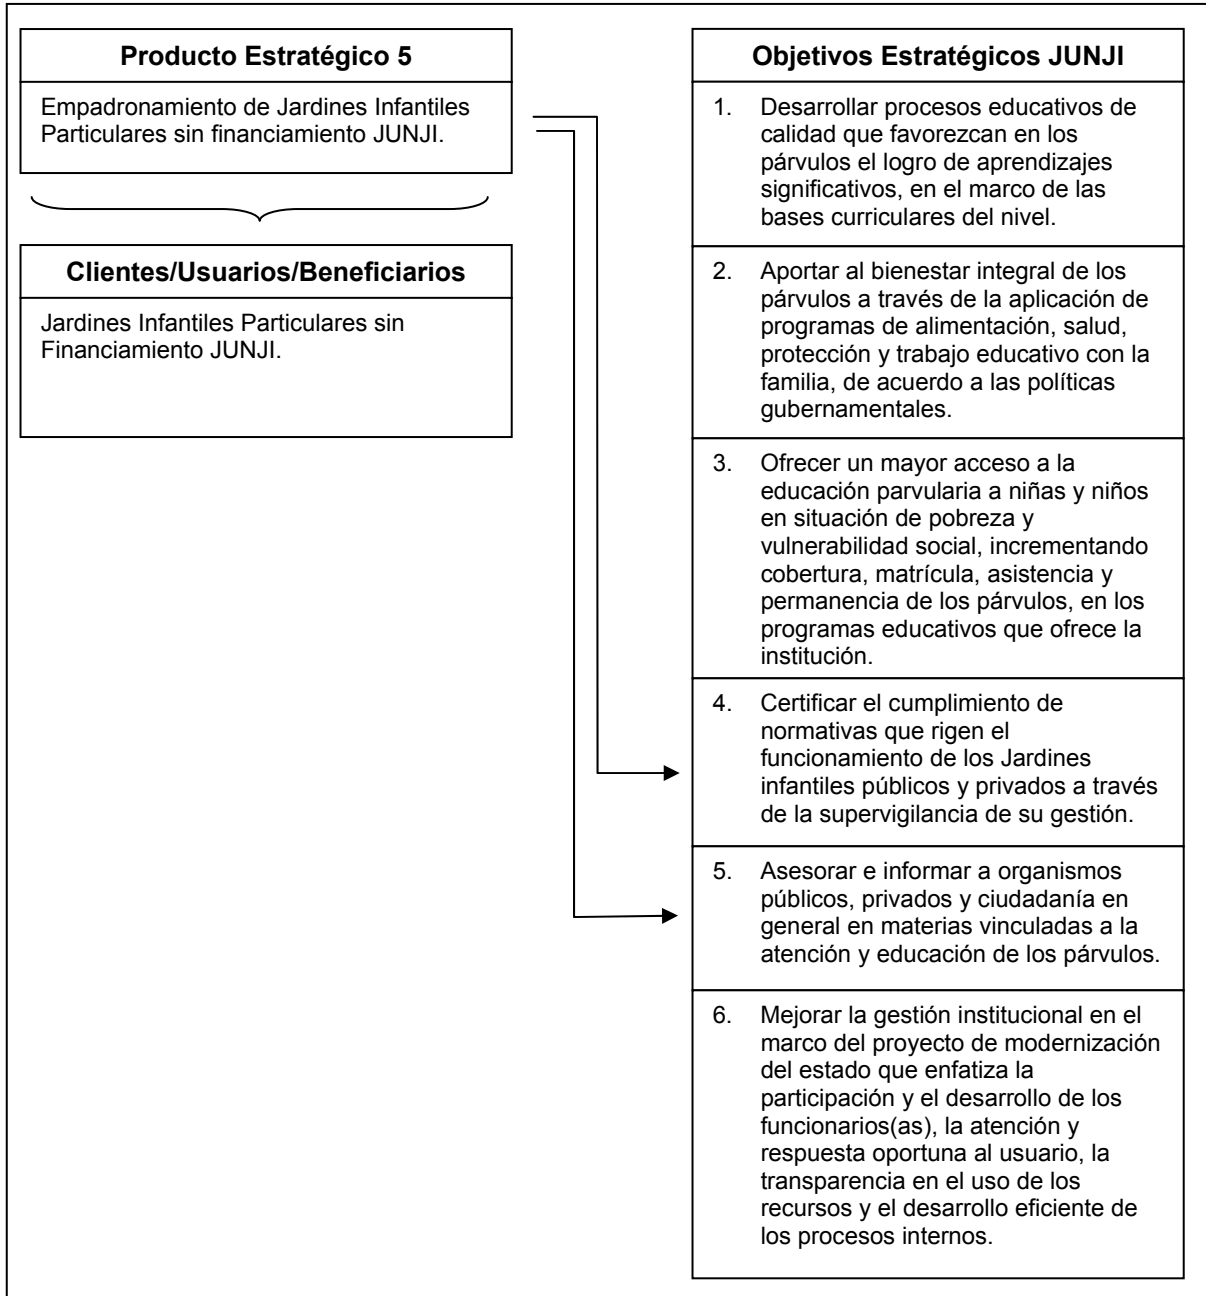 Producto Estratégico 5
Empadronamiento de Jardines Infantiles
Particulares sin financiamiento JUNJI.
Clientes/Usuarios/Beneficiarios
Jardines Infantiles Particulares sin
Financiamiento JUNJI.
Objetivos Estratégicos JUNJI
1. Desarrollar procesos educativos de
calidad que favorezcan en los
párvulos el logro de aprendizajes
significativos, en el marco de las
bases curriculares del nivel.
2. Aportar al bienestar integral de los
párvulos a través de la aplicación de
programas de alimentación, salud,
protección y trabajo educativo con la
familia, de acuerdo a las políticas
gubernamentales.
3. Ofrecer un mayor acceso a la
educación parvularia a niñas y niños
en situación de pobreza y
vulnerabilidad social, incrementando
cobertura, matrícula, asistencia y
permanencia de los párvulos, en los
programas educativos que ofrece la
institución.
4. Certificar el cumplimiento de
normativas que rigen el
funcionamiento de los Jardines
infantiles públicos y privados a través
de la supervigilancia de su gestión.
5. Asesorar e informar a organismos
públicos, privados y ciudadanía en
general en materias vinculadas a la
atención y educación de los párvulos.
6. Mejorar la gestión institucional en el
marco del proyecto de modernización
del estado que enfatiza la
participación y el desarrollo de los
funcionarios(as), la atención y
respuesta oportuna al usuario, la
transparencia en el uso de los
recursos y el desarrollo eficiente de
los procesos internos.